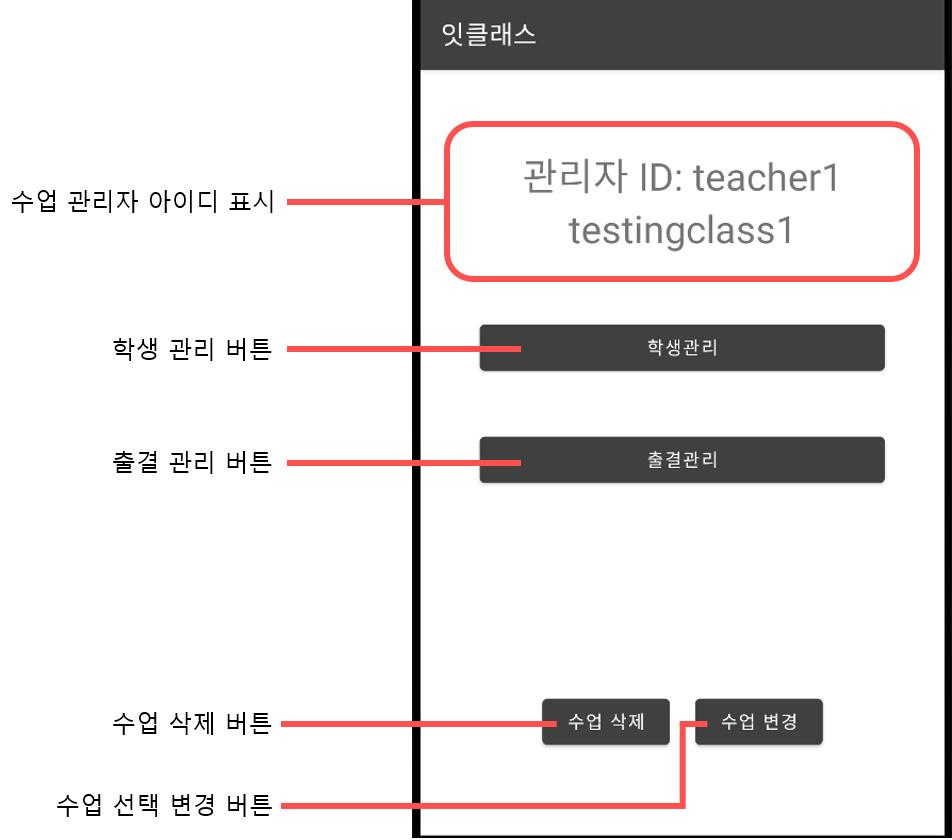 잇클래스
수업 관리자 아이디 표시
관리자 ID: teacher1
testingclass1
학생 관리 버튼
학생관리
출결 관리 버튼
출결관리
수업 삭제 버튼
수업 삭제
수업 변경
수업 선택 변경 버튼